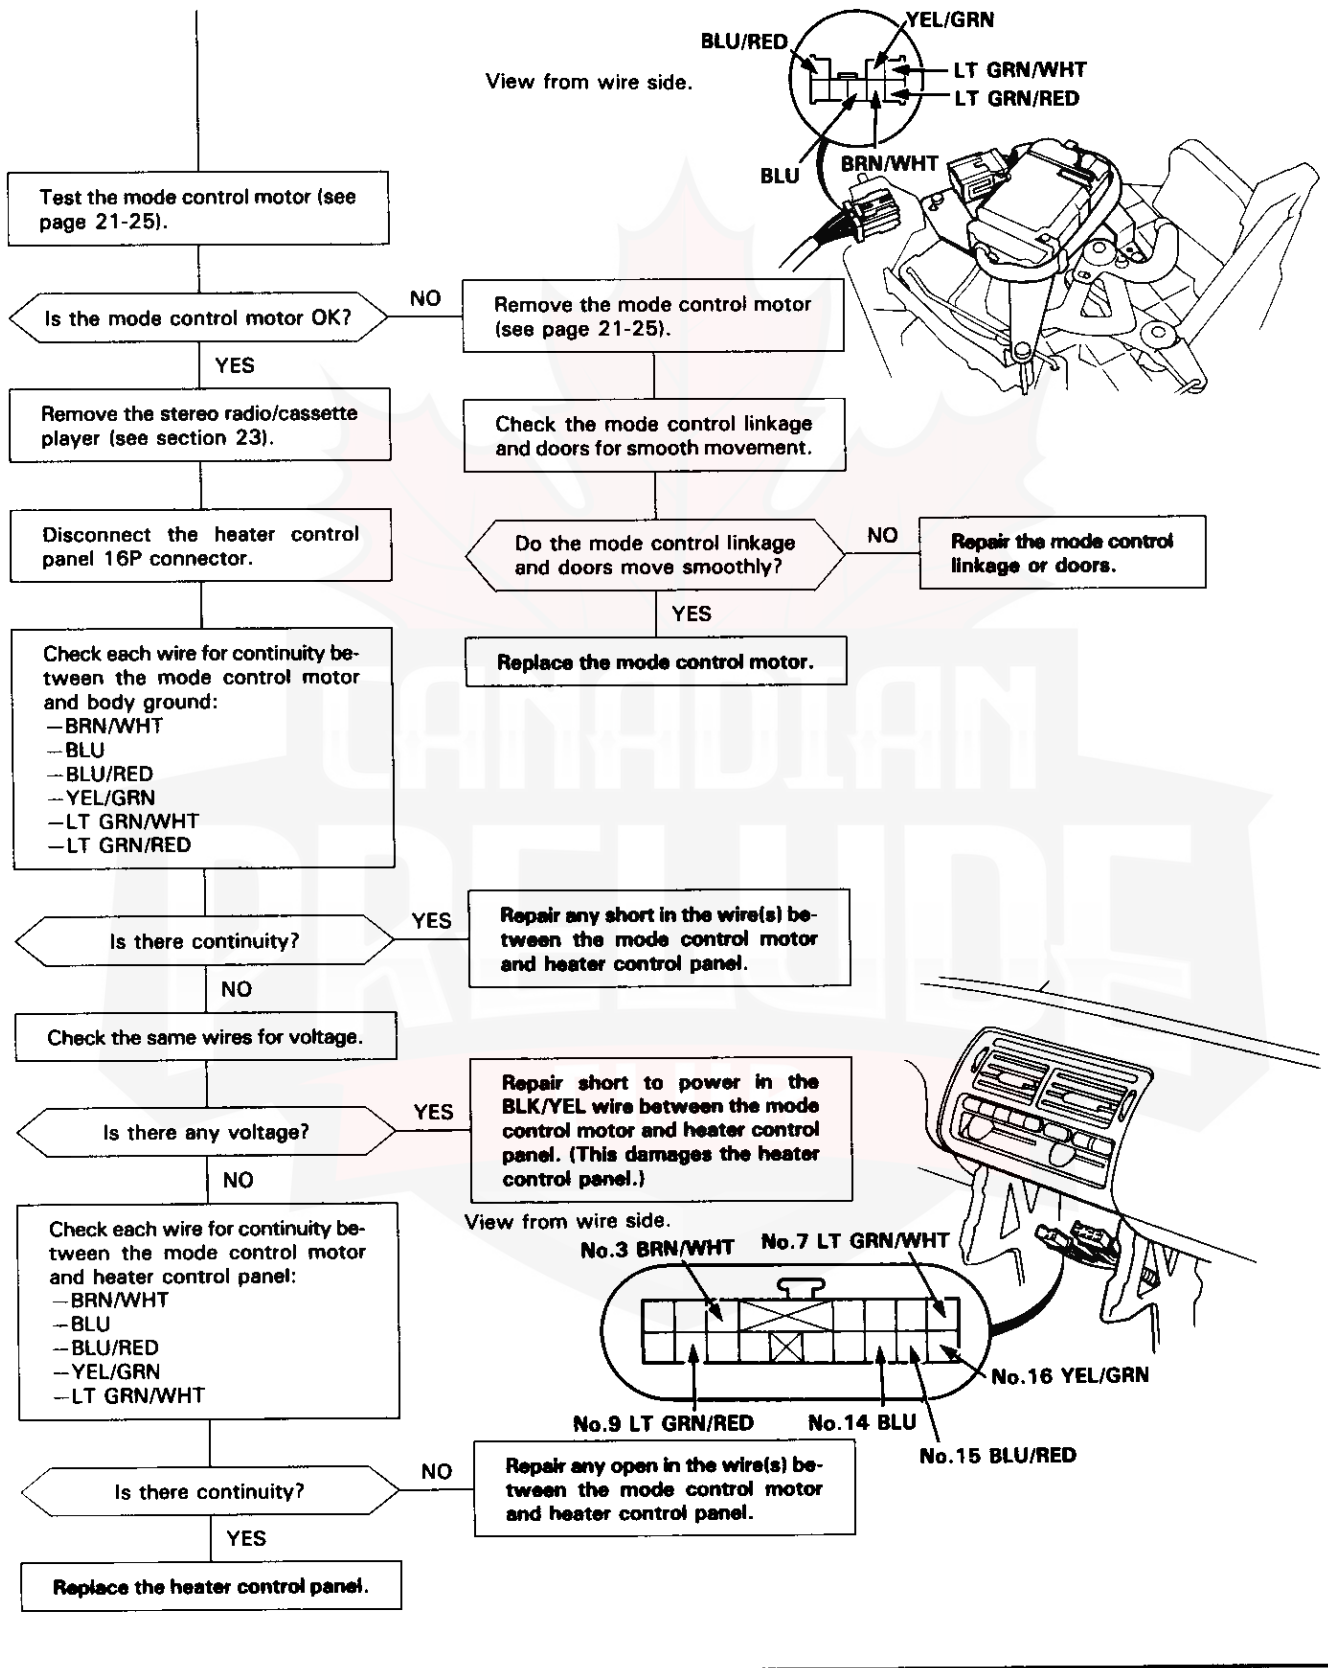 YEL/GRN
BLU/RED
View from wire side.
LT GRN/WHT
LT GRN/RED
BLU
BRN/WHT
Test the mode control motor (see
page 21-25).
Is the mode control motor OK?
NO
Remove the mode control motor
(see page 21-25).
YES
Remove the stereo radio/cassette
player (see section 23).
Check the mode control linkage
and doors for smooth movement.
Disconnect the heater control
panel 16P connector.
Do the mode control linkage
and doors move smoothly?
NO
Repair the mode control
linkage or doors.
YES
Replace the mode control motor.
Check each wire for continuity be-
tween the mode control motor
and body ground:
—BRN/WHT
—BLU
—BLU/RED
—YEL/GRN
—LT GRN/WHT
—LT GRN/RED
CANADIAN
PRELUDE
Is there continuity?
YES
Repair any short in the wire(s) be-
tween the mode control motor
and heater control panel.
NO
Check the same wires for voltage.
Is there any voltage?
YES
Repair short to power in the
BLK/YEL wire between the mode
control motor and heater control
panel. (This damages the heater
control panel.)
NO
Check each wire for continuity be-
tween the mode control motor
and heater control panel:
—BRN/WHT
—BLU
—BLU/RED
—YEL/GRN
—LT GRN/WHT
View from wire side.
No.3 BRN/WHT
No.7 LT GRN/WHT
No.16 YEL/GRN
No.9 LT GRN/RED
No.14 BLU
No.15 BLU/RED
Is there continuity?
NO
Repair any open in the wire(s) be-
tween the mode control motor
and heater control panel.
YES
Replace the heater control panel.